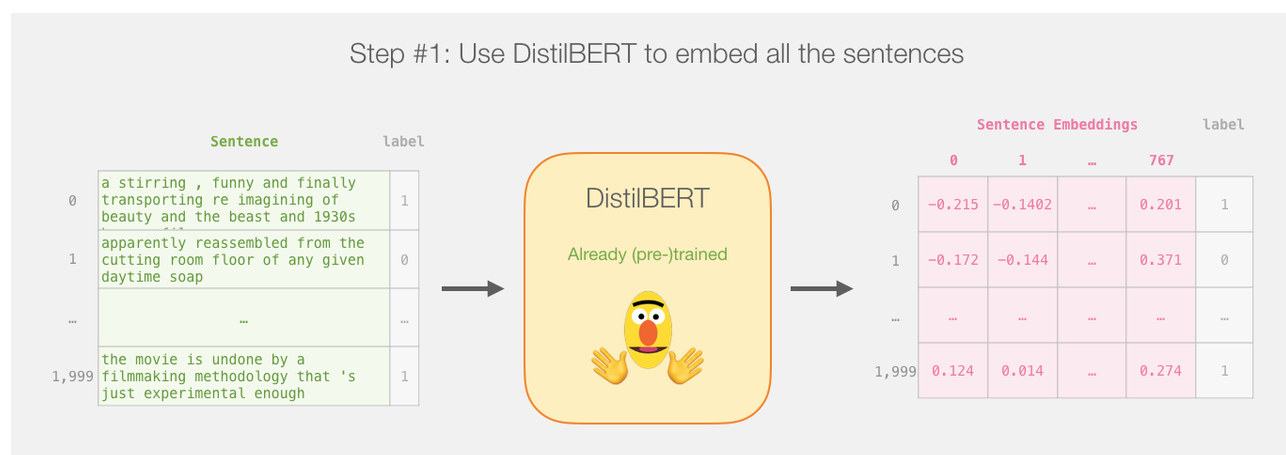 Step #1: Use DistilBERT to embed all the sentences
Sentence label
0 a stirring , funny and finally
transporting re imagining of
beauty and the beast and 1930s
1
1 apparently reassembled from the
cutting room floor of any given
daytime soap
0
… … …
1,999 the movie is undone by a
filmmaking methodology that 's
just experimental enough
1
DistilBERT
Already (pre-)trained
Sentence Embeddings label
0 1 … 767
0 -0.215 -0.1402 … 0.201 1
1 -0.172 -0.144 … 0.371 0
… … … … … …
1,999 0.124 0.014 … 0.274 1